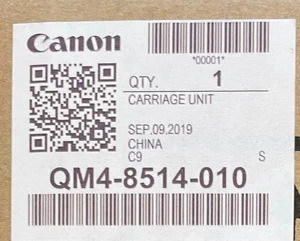 Canon
*00001*
QTY. 1
CARRIAGE UNIT
SEP.09.2019
CHINA
C9 S
QM4-8514-010